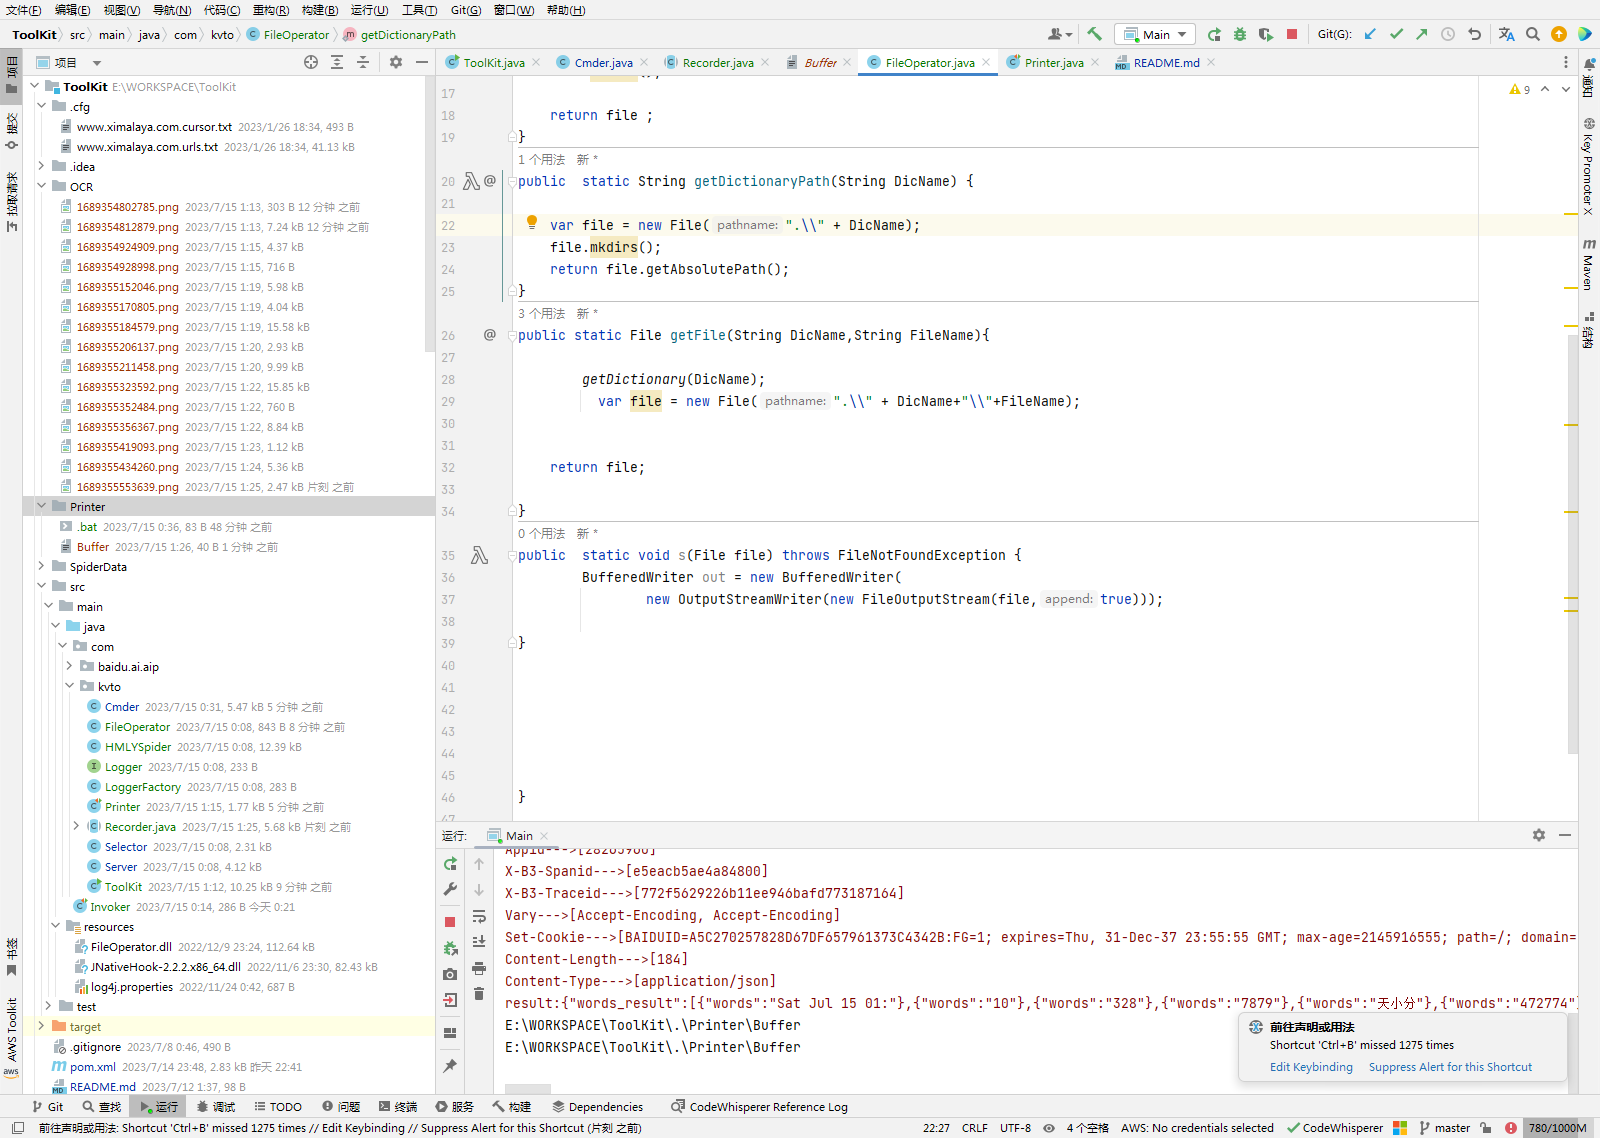 文件(F) 编辑(E) 视图(V) 导航(N) 代码(C) 重构(R) 构建(B) 运行(U) 工具(T) Git(G) 窗口(W) 帮助(H)
ToolKit src main java com kvto FileOperator getDictionaryPath Main Git(G):
项目 ToolKit.java Cmder.java Recorder.java Buffer FileOperator.java Printer.java README.md
项目
提交
拉取请求
书签
AWS Toolkit
aws
ToolKit E:\WORKSPACE\ToolKit
.cfg
www.ximalaya.com.cursor.txt 2023/1/26 18:34, 493 B
www.ximalaya.com.urls.txt 2023/1/26 18:34, 41.13 kB
.idea
OCR
1689354802785.png 2023/7/15 1:13, 303 B 12 分钟 之前
1689354812879.png 2023/7/15 1:13, 7.24 kB 12 分钟 之前
1689354924909.png 2023/7/15 1:15, 4.37 kB
1689354928998.png 2023/7/15 1:15, 716 B
1689355152046.png 2023/7/15 1:19, 5.98 kB
1689355170805.png 2023/7/15 1:19, 4.04 kB
1689355184579.png 2023/7/15 1:19, 15.58 kB
1689355206137.png 2023/7/15 1:20, 2.93 kB
1689355211458.png 2023/7/15 1:20, 9.99 kB
1689355323592.png 2023/7/15 1:22, 15.85 kB
1689355352484.png 2023/7/15 1:22, 760 B
1689355356367.png 2023/7/15 1:22, 8.84 kB
1689355419093.png 2023/7/15 1:23, 1.12 kB
1689355434260.png 2023/7/15 1:24, 5.36 kB
1689355553639.png 2023/7/15 1:25, 2.47 kB 片刻 之前
Printer
.bat 2023/7/15 0:36, 83 B 48 分钟 之前
Buffer 2023/7/15 1:26, 40 B 1 分钟 之前
SpiderData
src
main
java
com
baidu.ai.aip
kvto
Cmder 2023/7/15 0:31, 5.47 kB 5 分钟 之前
FileOperator 2023/7/15 0:08, 843 B 8 分钟 之前
HMLYSpider 2023/7/15 0:08, 12.39 kB
Logger 2023/7/15 0:08, 233 B
LoggerFactory 2023/7/15 0:08, 283 B
Printer 2023/7/15 1:15, 1.77 kB 5 分钟 之前
Recorder.java 2023/7/15 1:25, 5.68 kB 片刻 之前
Selector 2023/7/15 0:08, 2.31 kB
Server 2023/7/15 0:08, 4.12 kB
ToolKit 2023/7/15 1:12, 10.25 kB 9 分钟 之前
Invoker 2023/7/15 0:14, 286 B 今天 0:21
resources
FileOperator.dll 2022/12/9 23:24, 112.64 kB
JNativeHook-2.2.2.x86_64.dll 2022/11/6 23:30, 82.43 kB
log4j.properties 2022/11/24 0:42, 687 B
test
target
.gitignore 2023/7/8 0:46, 490 B
pom.xml 2023/7/14 23:48, 2.83 kB 昨天 22:41
README.md 2023/7/12 1:37, 98 B
9
17
18 return file ;
19 }
1 个用法 新 *
20 public static String getDictionaryPath(String DicName) {
21
22 var file = new File( pathname: ".\\" + DicName);
23 file.mkdirs();
24 return file.getAbsolutePath();
25 }
3 个用法 新 *
26 public static File getFile(String DicName,String FileName){
27
28 getDictionary(DicName);
29 var file = new File( pathname: ".\\" + DicName+"\\"+FileName);
30
31
32 return file;
33
34 }
0 个用法 新 *
35 public static void s(File file) throws FileNotFoundException {
36 BufferedWriter out = new BufferedWriter(
37 new OutputStreamWriter(new FileOutputStream(file, append: true)));
38
39 }
40
41
42
43
44
45
46 }
47
通知
Key Promoter X
Maven
结构
运行: Main
Appid--->[28265966]
X-B3-Spanid--->[e5eacb5ae4a84800]
X-B3-Traceid--->[772f5629226b11ee946bafd773187164]
Vary--->[Accept-Encoding, Accept-Encoding]
Set-Cookie--->[BAIDUID=A5C270257828D67DF657961373C4342B:FG=1; expires=Thu, 31-Dec-37 23:55:55 GMT; max-age=2145916555; path=/; domain=
Content-Length--->[184]
Content-Type--->[application/json]
result:{"words_result":[{"words":"Sat Jul 15 01:"},{"words":"10"},{"words":"328"},{"words":"7879"},{"words":"天小分"},{"words":"472774"
E:\WORKSPACE\ToolKit\.\Printer\Buffer
E:\WORKSPACE\ToolKit\.\Printer\Buffer
前往声明或用法
Shortcut 'Ctrl+B' missed 1275 times
Edit Keybinding Suppress Alert for this Shortcut
Git 查找 运行 调试 TODO 问题 终端 服务 构建 Dependencies CodeWhisperer Reference Log
前往声明或用法: Shortcut 'Ctrl+B' missed 1275 times // Edit Keybinding // Suppress Alert for this Shortcut (片刻 之前) 22:27 CRLF UTF-8 4 个空格 AWS: No credentials selected CodeWhisperer master 780/1000M